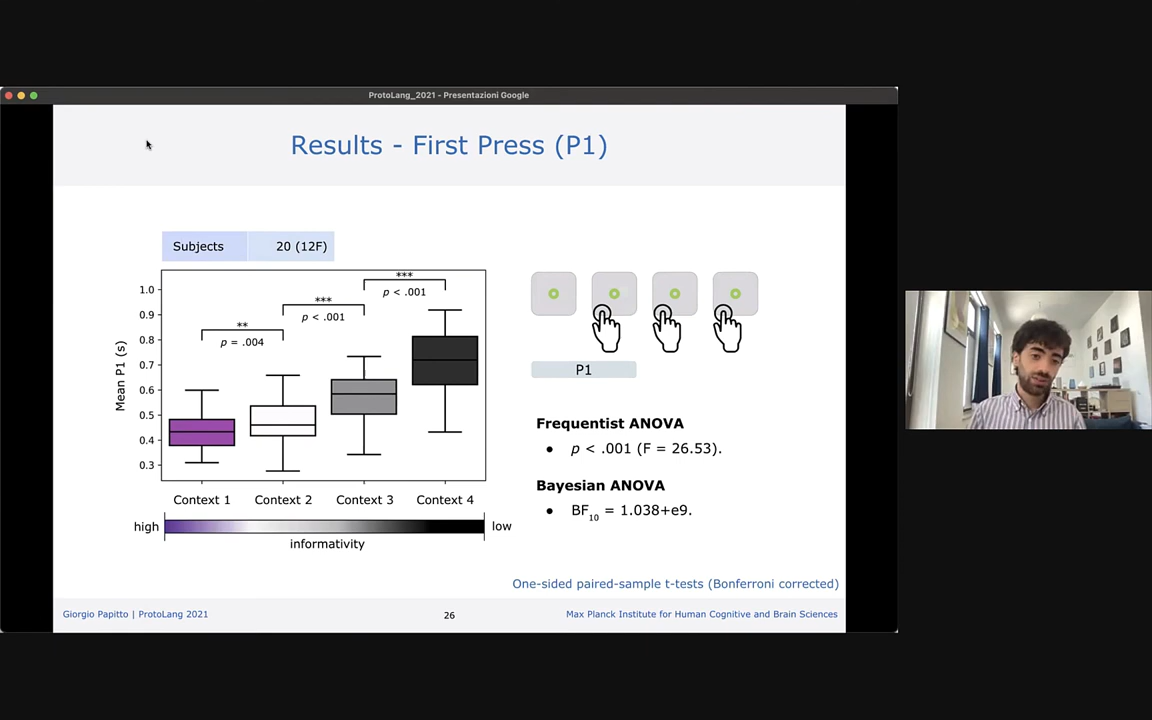 ProtoLang_2021 - Presentazioni Google
Results - First Press (P1)
Subjects 20 (12F)
***
p < .001
***
p < .001
**
p = .004
1.0
0.9
0.8
0.7
0.6
0.5
0.4
0.3
Mean P1 (s)
Context 1 Context 2 Context 3 Context 4
high low
informativity
P1
Frequentist ANOVA
● p < .001 (F = 26.53).
Bayesian ANOVA
● BF10 = 1.038+e9.
One-sided paired-sample t-tests (Bonferroni corrected)
Giorgio Papitto | ProtoLang 2021 26 Max Planck Institute for Human Cognitive and Brain Sciences